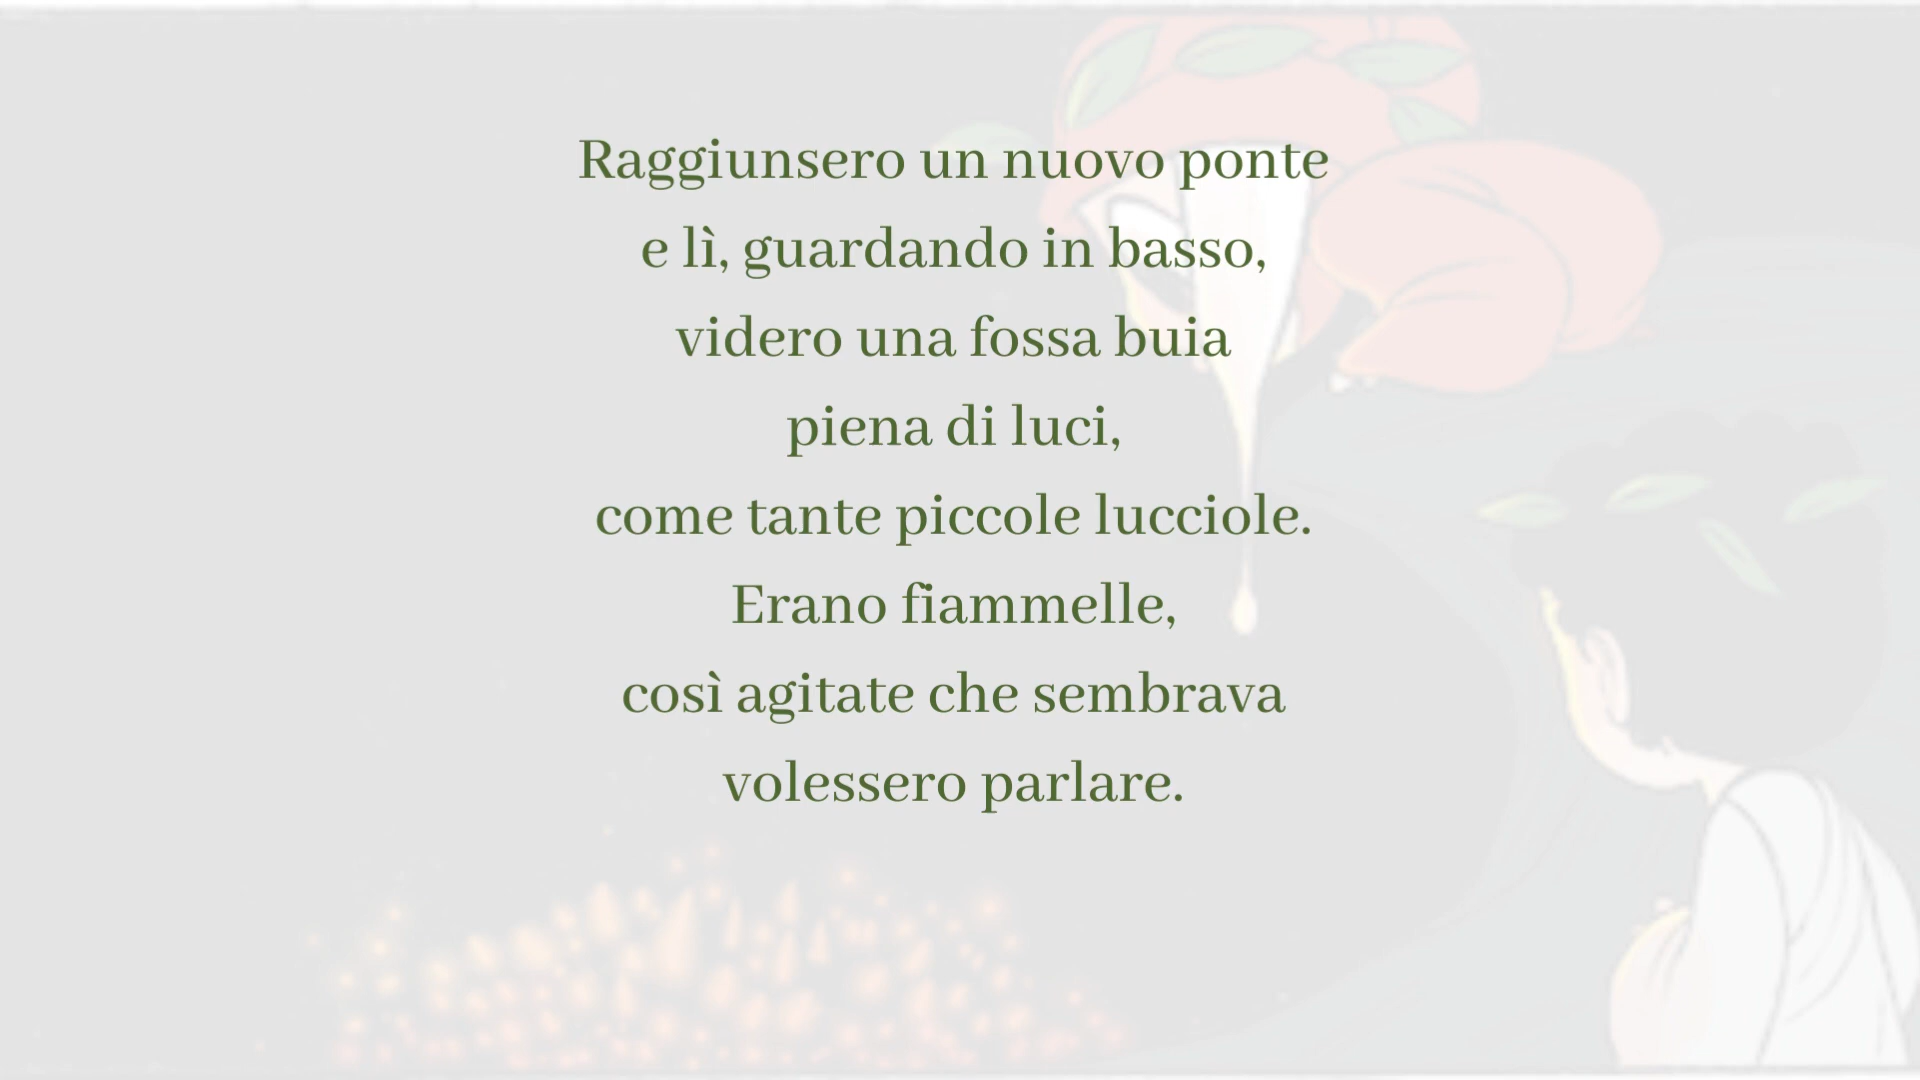 Raggiunsero un nuovo ponte
e lì, guardando in basso,
videro una fossa buia
piena di luci,
come tante piccole lucciole.
Erano fiammelle,
così agitate che sembrava
volessero parlare.